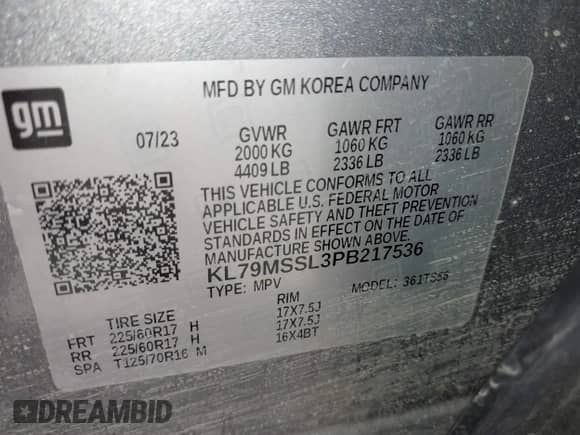 gm
MFD BY GM KOREA COMPANY
07/23 GVWR GAWR FRT GAWR RR
2000 KG 1060 KG 1060 KG
4409 LB 2336 LB 2336 LB
THIS VEHICLE CONFORMS TO ALL
APPLICABLE U.S. FEDERAL MOTOR
VEHICLE SAFETY AND THEFT PREVENTION
STANDARDS IN EFFECT ON THE DATE OF
MANUFACTURE SHOWN ABOVE.
KL79MSSL3PB217536
TYPE: MPV MODEL: 361TS55
TIRE SIZE RIM
FRT 225/60R17 H 17X7.5J
RR 225/60R17 H 17X7.5J
SPA T125/70R16 M 16X4BT
DREAMBID